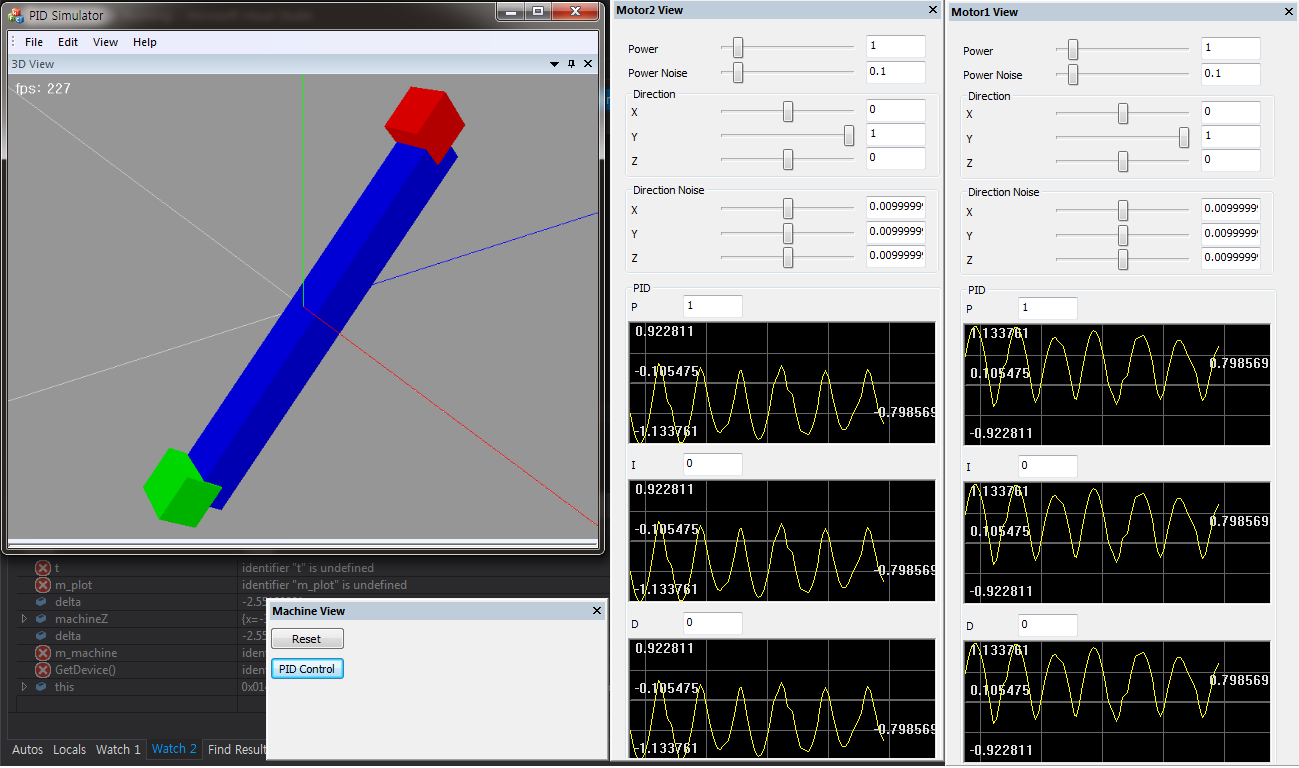 PID Simulator
File Edit View Help
3D View
fps: 227
t identifier "t" is undefined
m_plot identifier "m_plot" is undefined
delta
machineZ
delta -2.55
m_machine
GetDevice()
this
Autos Locals Watch 1 Watch 2 Find Result
Machine View
Reset
PID Control
Motor2 View
Power 1
Power Noise 0.1
Direction
X 0
Y 1
Z 0
Direction Noise
X 0.0099999
Y 0.0099999
Z 0.0099999
PID
P 1
0.922811
-0.105475
-0.798569
-1.133761
I 0
0.922811
-0.105475
-0.798569
-1.133761
D 0
0.922811
-0.105475
-0.798569
-1.133761
Motor1 View
Power 1
Power Noise 0.1
Direction
X 0
Y 1
Z 0
Direction Noise
X 0.0099999
Y 0.0099999
Z 0.0099999
PID
P 1
1.133761
0.798569
0.105475
-0.922811
I 0
1.133761
0.798569
0.105475
-0.922811
D 0
1.133761
0.798569
0.105475
-0.922811